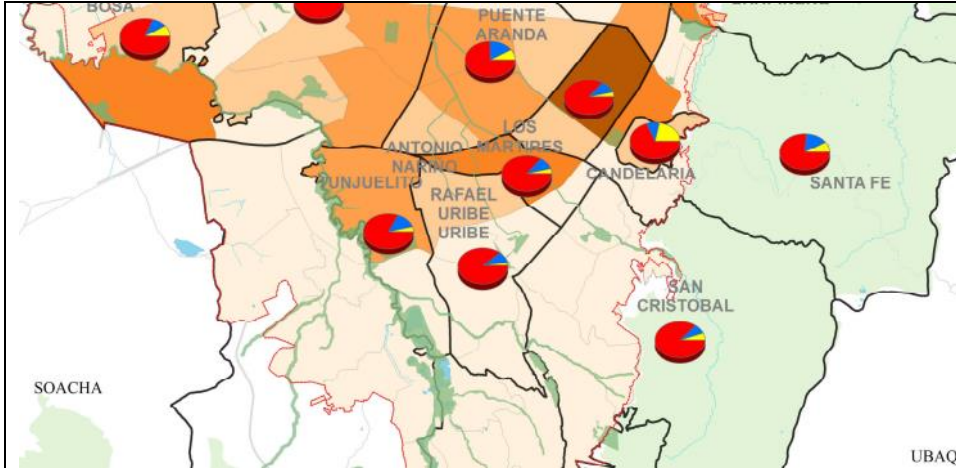 BOSA
PUENTE
ARANDA
LOS
MARTIRES
ANTONIO
NARIÑO
TUNJUELITO
RAFAEL
URIBE
URIBE
CANDELARIA
SANTA FE
SAN
CRISTOBAL
SOACHA
UBAQ